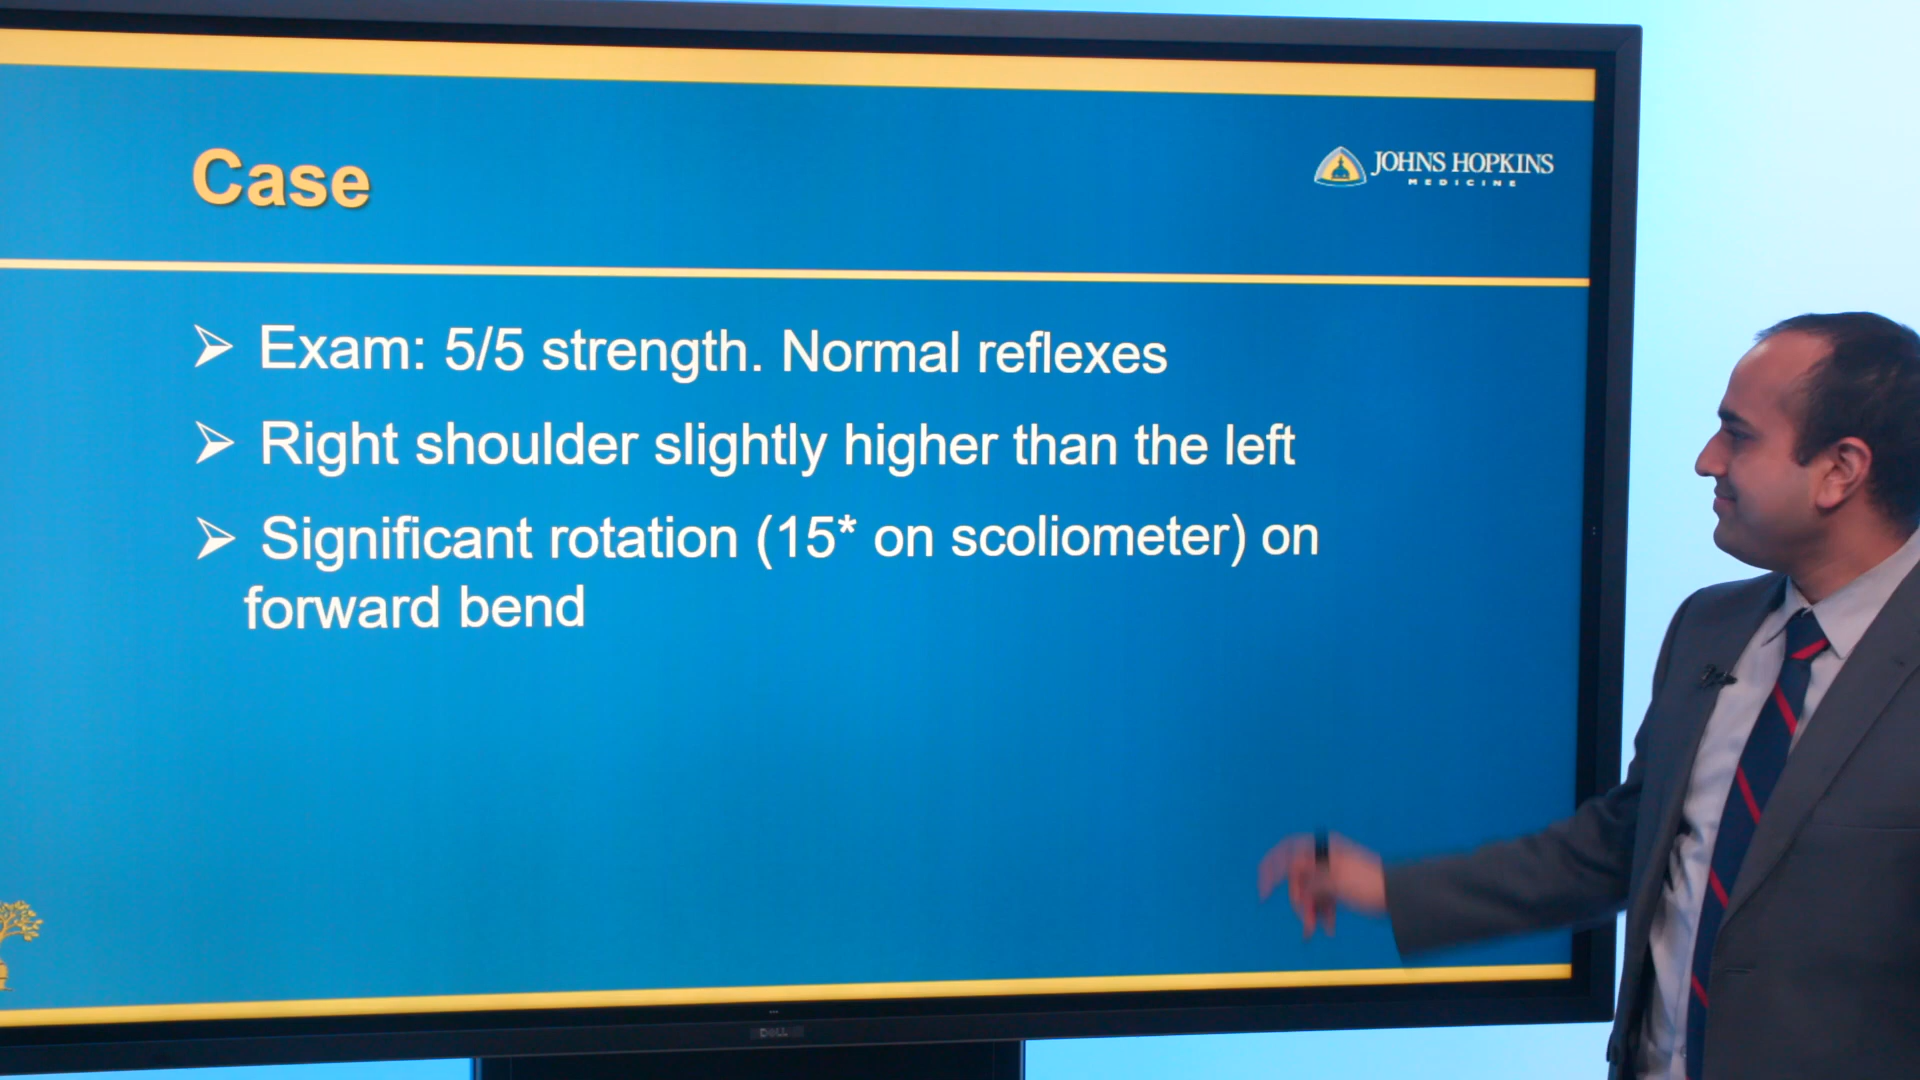 Case
JOHNS HOPKINS
MEDICINE
➢ Exam: 5/5 strength. Normal reflexes
➢ Right shoulder slightly higher than the left
➢ Significant rotation (15* on scoliometer) on
forward bend
DELL